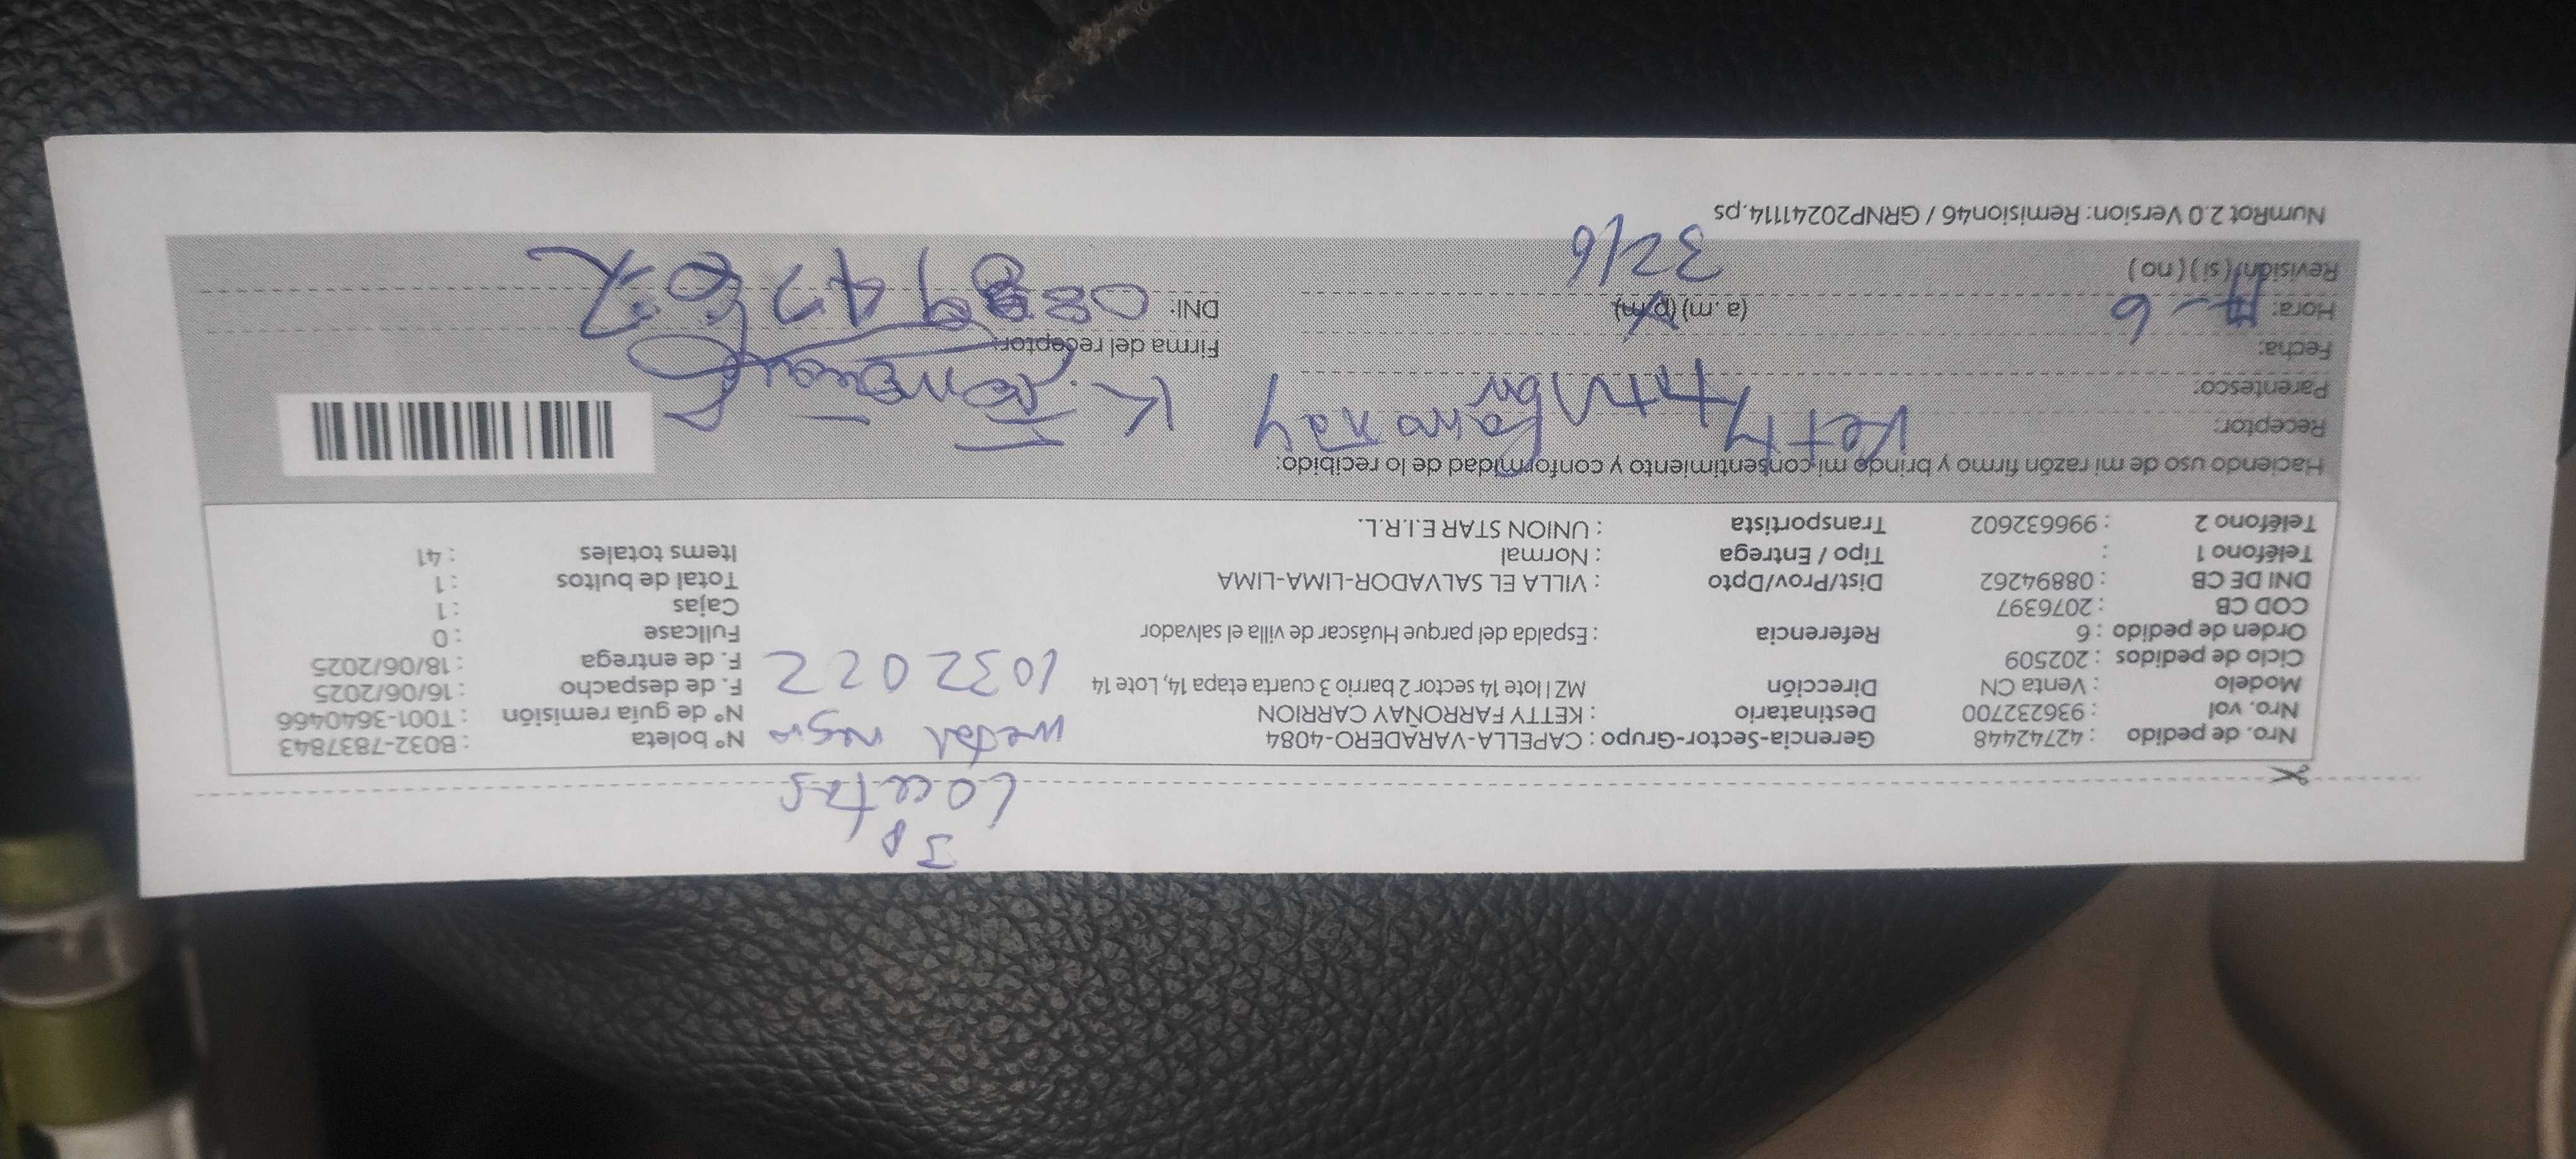 3 P
Locetas
Nro. de pedido : 42742448 Gerencia-Sector-Grupo : CAPELLA-VARADERO-4084 metal negro Nº boleta : B032-7837843
Nro. vol : 936232700 Destinatario : KETTY FARROÑAY CARRION Nº de guía remisión : T001-3640466
Modelo : Venta CN Dirección MZ I lote 14 sector 2 barrio 3 cuarta etapa 14, Lote 14 1032022 F. de despacho : 16/06/2025
Ciclo de pedidos : 202509 F. de entrega : 18/06/2025
Orden de pedido : 6 Referencia : Espalda del parque Huáscar de villa el salvador Fullcase : 0
COD CB : 2076397 Cajas : 1
DNI DE CB : 08894262 Dist/Prov/Dpto : VILLA EL SALVADOR-LIMA-LIMA Total de bultos : 1
Teléfono 1 : Tipo / Entrega : Normal Items totales : 41
Teléfono 2 : 996632602 Transportista : UNION STAR E.I.R.L.
Haciendo uso de mi razón firmo y brindo mi consentimiento y conformidad de lo recibido:
Receptor: Ketty Farroñay
Parentesco:
Fecha: Firma del receptor:
Hora: (a. m) (p.m) DNI:
Revisión (si) (no) 3216
NumRot 2.0 Version: Remision46 / GRNP20241114.ps